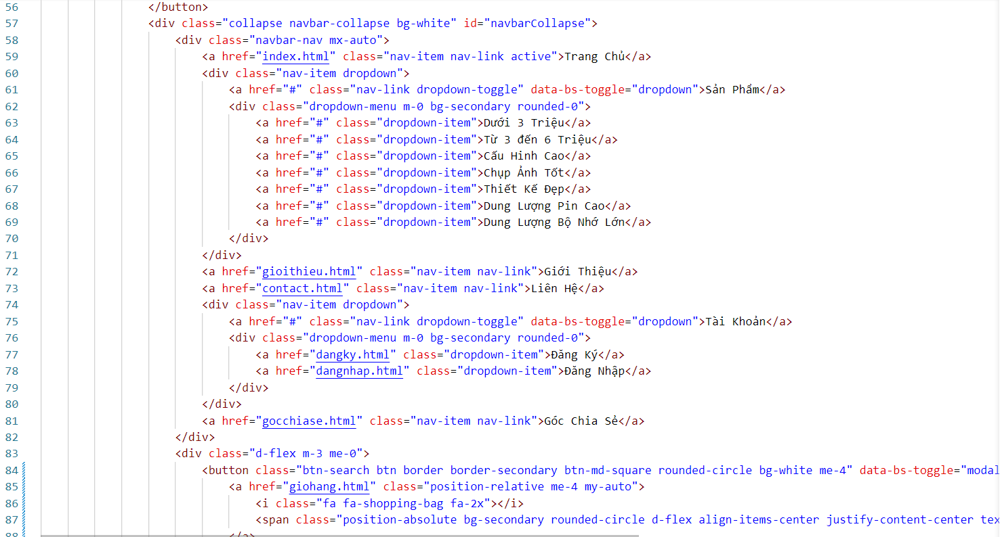 56 </button>
57 <div class="collapse navbar-collapse bg-white" id="navbarCollapse">
58 <div class="navbar-nav mx-auto">
59 <a href="index.html" class="nav-item nav-link active">Trang Chủ</a>
60 <div class="nav-item dropdown">
61 <a href="#" class="nav-link dropdown-toggle" data-bs-toggle="dropdown">Sản Phẩm</a>
62 <div class="dropdown-menu m-0 bg-secondary rounded-0">
63 <a href="#" class="dropdown-item">Dưới 3 Triệu</a>
64 <a href="#" class="dropdown-item">Từ 3 đến 6 Triệu</a>
65 <a href="#" class="dropdown-item">Cấu Hinh Cao</a>
66 <a href="#" class="dropdown-item">Chụp Ảnh Tốt</a>
67 <a href="#" class="dropdown-item">Thiết Kế Đẹp</a>
68 <a href="#" class="dropdown-item">Dung Lượng Pin Cao</a>
69 <a href="#" class="dropdown-item">Dung Lượng Bộ Nhớ Lớn</a>
70 </div>
71 </div>
72 <a href="gioithieu.html" class="nav-item nav-link">Giới Thiệu</a>
73 <a href="contact.html" class="nav-item nav-link">Liên Hệ</a>
74 <div class="nav-item dropdown">
75 <a href="#" class="nav-link dropdown-toggle" data-bs-toggle="dropdown">Tài Khoản</a>
76 <div class="dropdown-menu m-0 bg-secondary rounded-0">
77 <a href="dangky.html" class="dropdown-item">Đăng Ký</a>
78 <a href="dangnhap.html" class="dropdown-item">Đăng Nhập</a>
79 </div>
80 </div>
81 <a href="gocchiase.html" class="nav-item nav-link">Góc Chia Sẻ</a>
82 </div>
83 <div class="d-flex m-3 me-0">
84 <button class="btn-search btn border border-secondary btn-md-square rounded-circle bg-white me-4" data-bs-toggle="modal
85 <a href="giohang.html" class="position-relative me-4 my-auto">
86 <i class="fa fa-shopping-bag fa-2x"></i>
87 <span class="position-absolute bg-secondary rounded-circle d-flex align-items-center justify-content-center tex
88 </a>